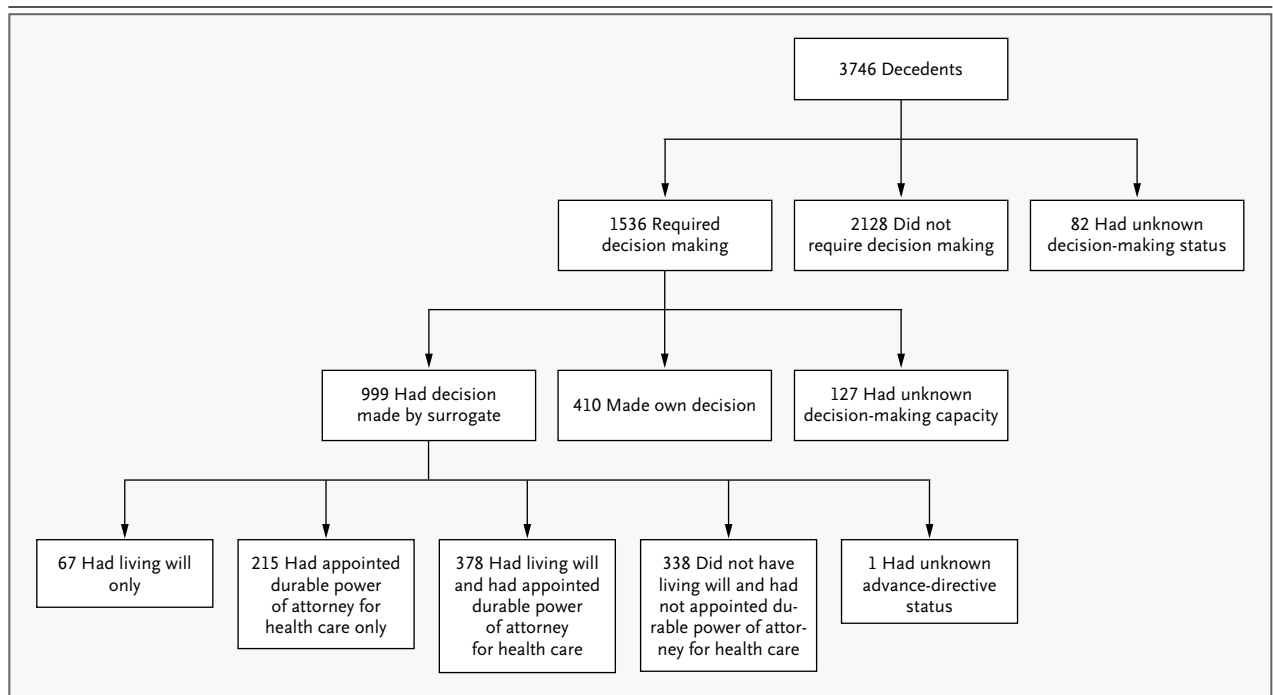 3746 Decedents
1536 Required
decision making
2128 Did not
require decision making
82 Had unknown
decision-making status
999 Had decision
made by surrogate
410 Made own decision
127 Had unknown
decision-making capacity
67 Had living will
only
215 Had appointed
durable power
of attorney for
health care only
378 Had living will
and had appointed
durable power
of attorney
for health care
338 Did not have
living will and had
not appointed du-
rable power of attor-
ney for health care
1 Had unknown
advance-directive
status